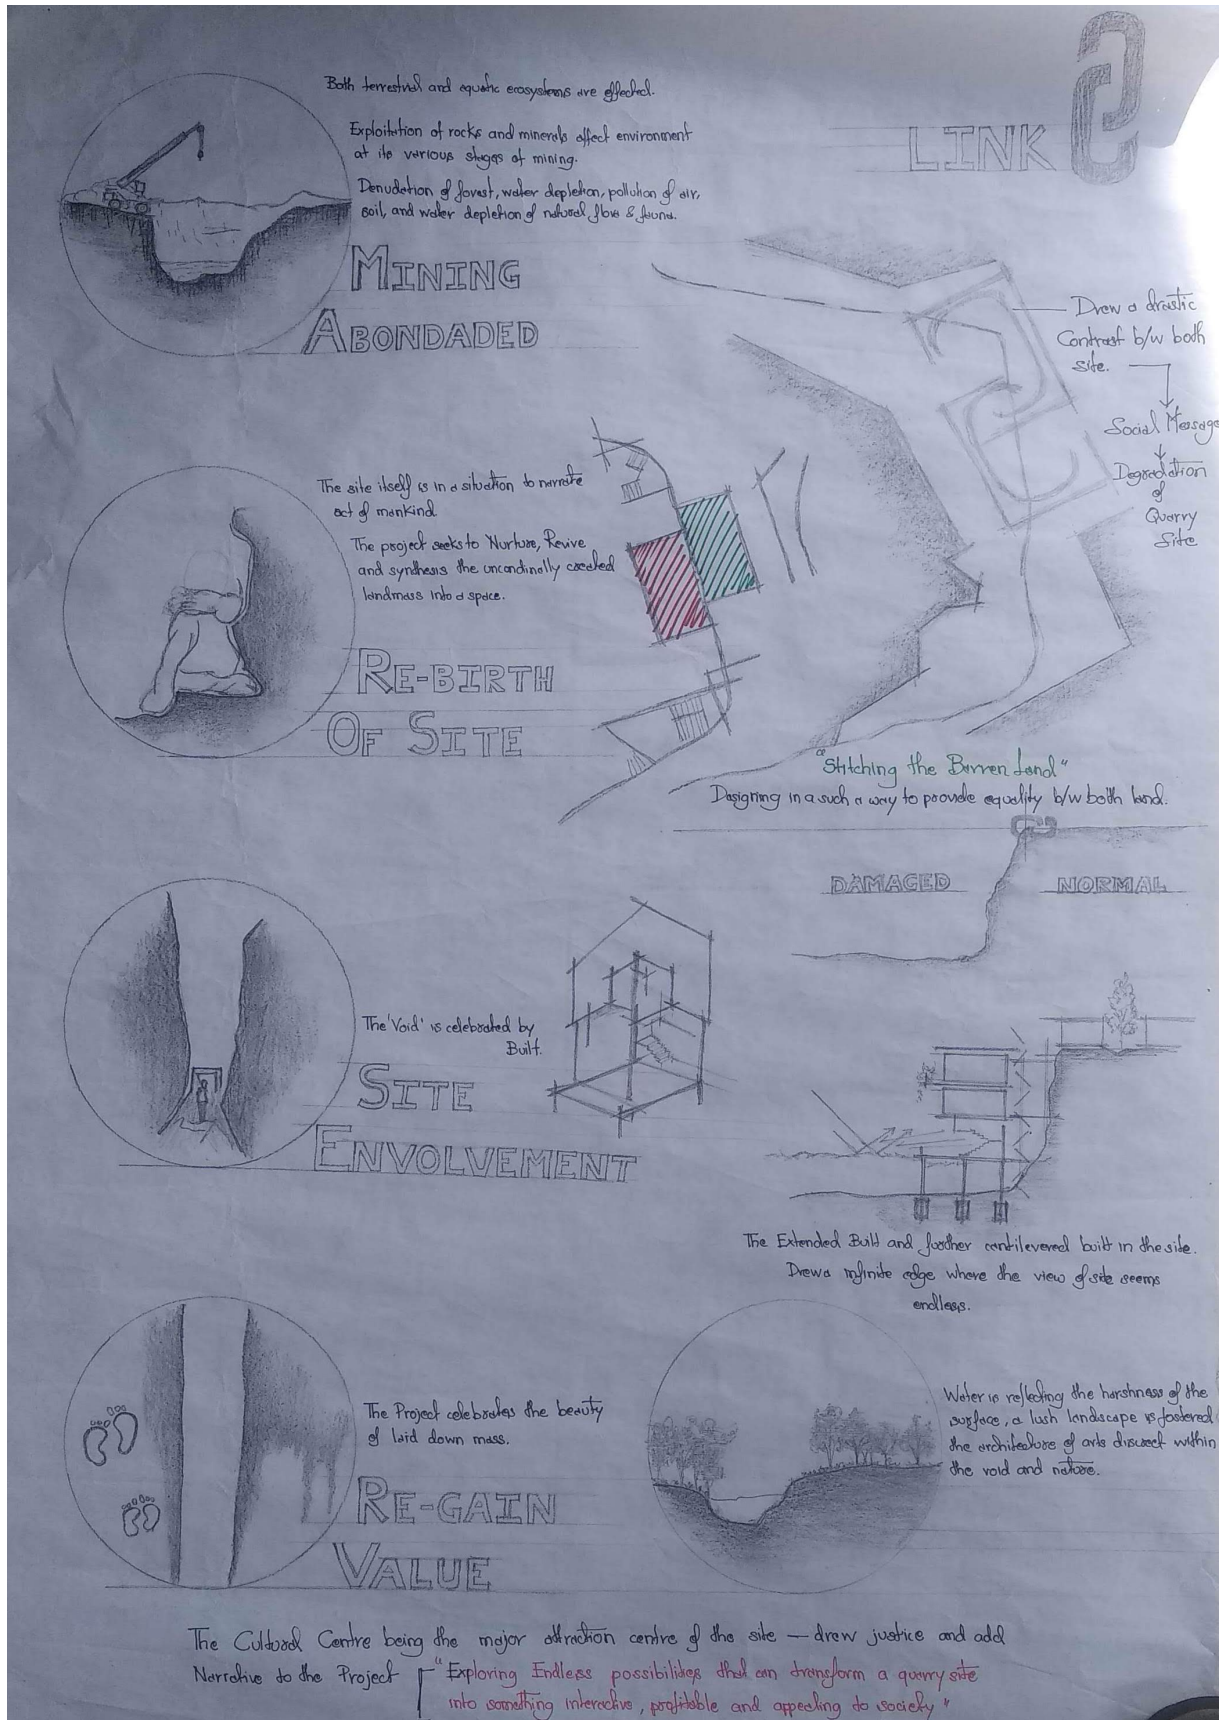 Both terrestrial and equatic ecosystems are effected.
Exploitation of rocks and minerals affect environment
at its various stages of mining.
Denudation of forest, water depletion, pollution of air,
soil, and water depletion of natural flow & fauna.
MINING
ABONDADED
LINK
Drew a drastic
Contrast b/w both
site.
Social Message
Degradation
of
Quarry
Site
The site itself is in a situation to narrate
act of mankind
The project seeks to Nurture, Revive
and synthesis the uncandinally created
landmass into a space.
RE-BIRTH
OF SITE
"Stitching the Barren Land"
Dasigning in a such a way to provide equality b/w both land.
DAMAGED
NORMAL
The 'Void' is celebrated by
Built.
SITE
ENVOLVEMENT
The Extended Built and further cantilevered built in the site.
Drew a infinite edge where the view of site seems
endless.
The Project celebrates the beauty
of laid down mass.
RE-GAIN
VALUE
Water is reflecting the harshness of the
surface, a lush landscape is fostered
the architecture of arts discreet within
the void and nature.
The Cultural Centre being the major attraction centre of the site — drew justice and add
Narrative to the Project "Exploring Endless possibilities that can transform a quarry site
into something interactive, profitable and appealing to society"